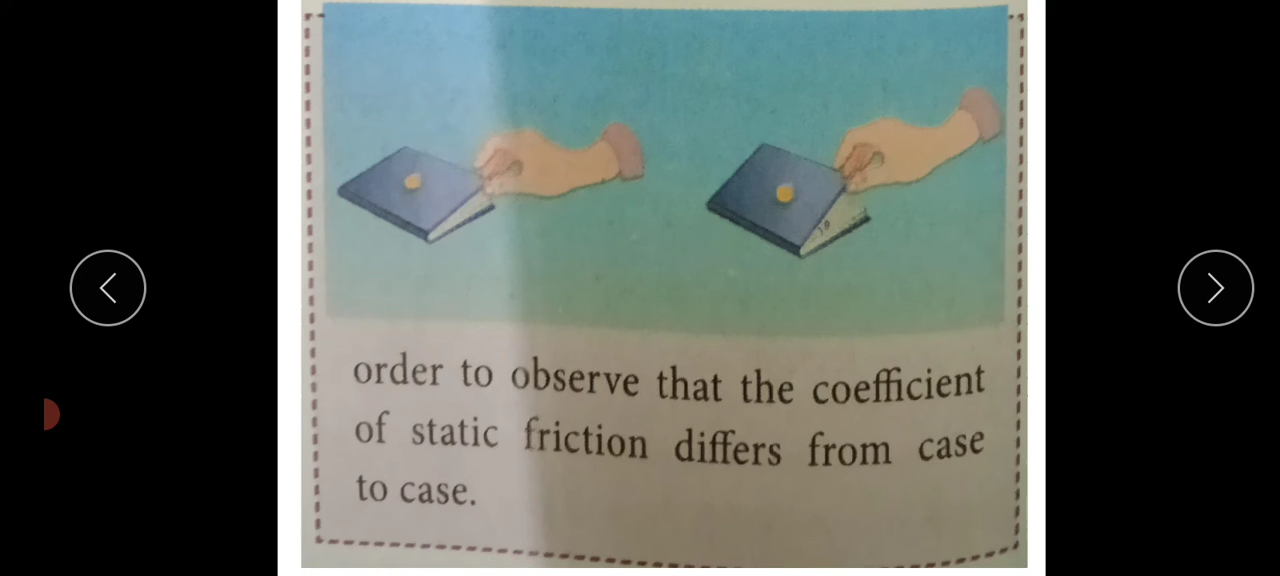 order to observe that the coefficient
of static friction differs from case
to case.